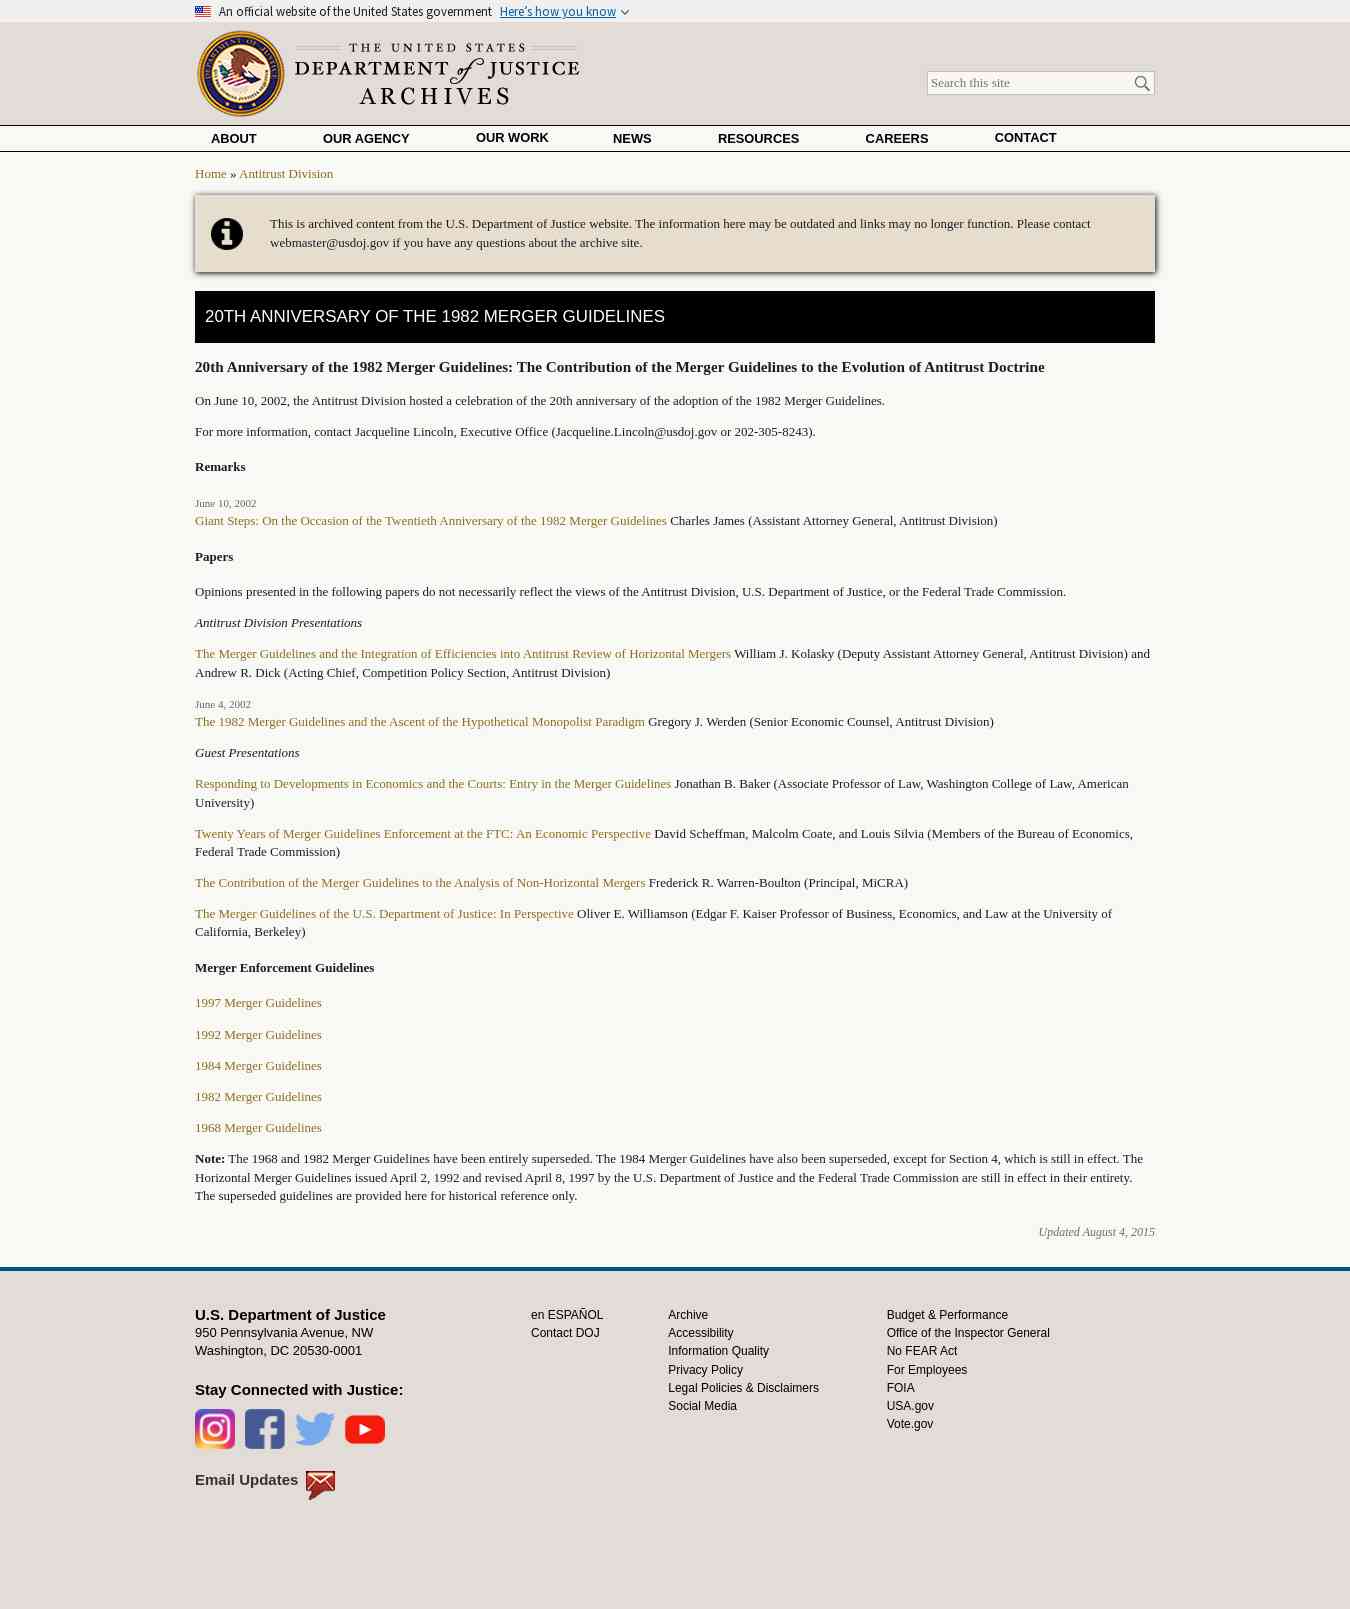 An official website of the United States government Here's how you know
THE UNITED STATES
DEPARTMENT of JUSTICE
ARCHIVES
Search this site
ABOUT OUR AGENCY OUR WORK NEWS RESOURCES CAREERS CONTACT
Home » Antitrust Division
This is archived content from the U.S. Department of Justice website. The information here may be outdated and links may no longer function. Please contact
webmaster@usdoj.gov if you have any questions about the archive site.
20TH ANNIVERSARY OF THE 1982 MERGER GUIDELINES
20th Anniversary of the 1982 Merger Guidelines: The Contribution of the Merger Guidelines to the Evolution of Antitrust Doctrine
On June 10, 2002, the Antitrust Division hosted a celebration of the 20th anniversary of the adoption of the 1982 Merger Guidelines.
For more information, contact Jacqueline Lincoln, Executive Office (Jacqueline.Lincoln@usdoj.gov or 202-305-8243).
Remarks
June 10, 2002
Giant Steps: On the Occasion of the Twentieth Anniversary of the 1982 Merger Guidelines Charles James (Assistant Attorney General, Antitrust Division)
Papers
Opinions presented in the following papers do not necessarily reflect the views of the Antitrust Division, U.S. Department of Justice, or the Federal Trade Commission.
Antitrust Division Presentations
The Merger Guidelines and the Integration of Efficiencies into Antitrust Review of Horizontal Mergers William J. Kolasky (Deputy Assistant Attorney General, Antitrust Division) and
Andrew R. Dick (Acting Chief, Competition Policy Section, Antitrust Division)
June 4, 2002
The 1982 Merger Guidelines and the Ascent of the Hypothetical Monopolist Paradigm Gregory J. Werden (Senior Economic Counsel, Antitrust Division)
Guest Presentations
Responding to Developments in Economics and the Courts: Entry in the Merger Guidelines Jonathan B. Baker (Associate Professor of Law, Washington College of Law, American
University)
Twenty Years of Merger Guidelines Enforcement at the FTC: An Economic Perspective David Scheffman, Malcolm Coate, and Louis Silvia (Members of the Bureau of Economics,
Federal Trade Commission)
The Contribution of the Merger Guidelines to the Analysis of Non-Horizontal Mergers Frederick R. Warren-Boulton (Principal, MiCRA)
The Merger Guidelines of the U.S. Department of Justice: In Perspective Oliver E. Williamson (Edgar F. Kaiser Professor of Business, Economics, and Law at the University of
California, Berkeley)
Merger Enforcement Guidelines
1997 Merger Guidelines
1992 Merger Guidelines
1984 Merger Guidelines
1982 Merger Guidelines
1968 Merger Guidelines
Note: The 1968 and 1982 Merger Guidelines have been entirely superseded. The 1984 Merger Guidelines have also been superseded, except for Section 4, which is still in effect. The
Horizontal Merger Guidelines issued April 2, 1992 and revised April 8, 1997 by the U.S. Department of Justice and the Federal Trade Commission are still in effect in their entirety.
The superseded guidelines are provided here for historical reference only.
Updated August 4, 2015
U.S. Department of Justice
950 Pennsylvania Avenue, NW
Washington, DC 20530-0001
Stay Connected with Justice:
Email Updates
en ESPAÑOL
Contact DOJ
Archive
Accessibility
Information Quality
Privacy Policy
Legal Policies & Disclaimers
Social Media
Budget & Performance
Office of the Inspector General
No FEAR Act
For Employees
FOIA
USA.gov
Vote.gov